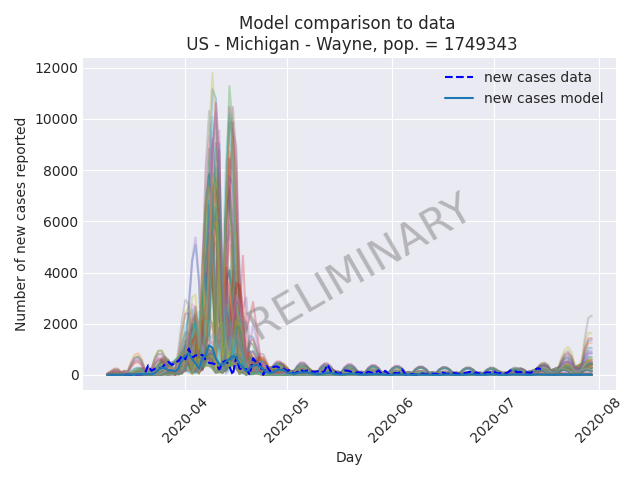 Model comparison to data
US - Michigan - Wayne, pop. = 1749343
12000
10000
8000
6000
4000
2000
0
Number of new cases reported
new cases data
new cases model
PRELIMINARY
2020-04
2020-05
2020-06
2020-07
2020-08
Day